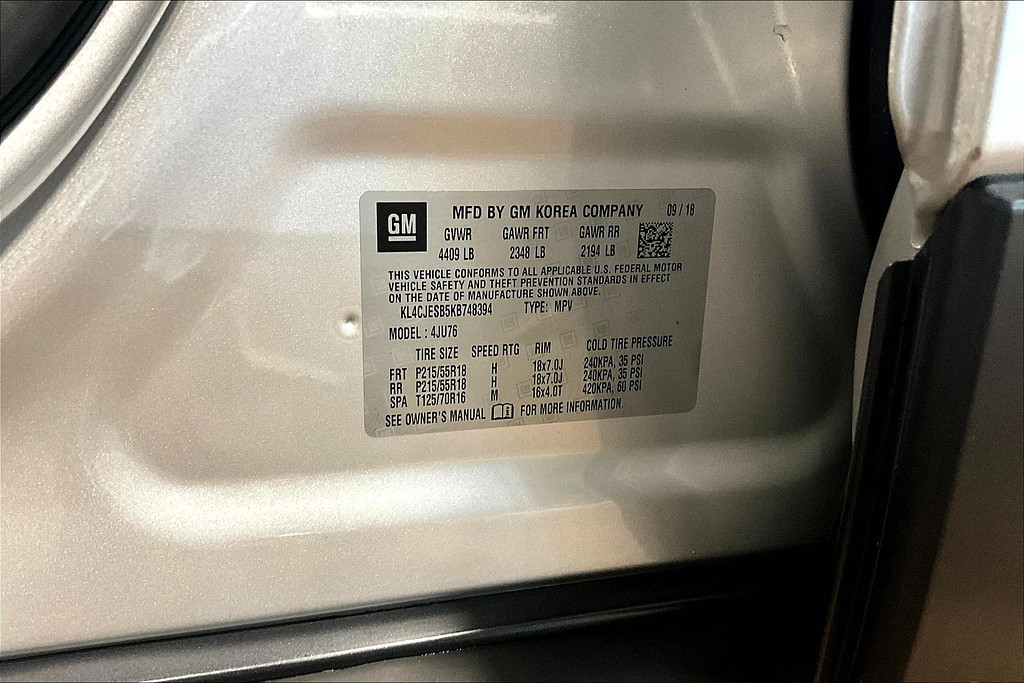 GM MFD BY GM KOREA COMPANY 09 / 18
GVWR GAWR FRT GAWR RR
4409 LB 2348 LB 2194 LB
THIS VEHICLE CONFORMS TO ALL APPLICABLE U.S. FEDERAL MOTOR
VEHICLE SAFETY AND THEFT PREVENTION STANDARDS IN EFFECT
ON THE DATE OF MANUFACTURE SHOWN ABOVE.
KL4CJESB5KB748394 TYPE: MPV
MODEL : 4JU76
TIRE SIZE SPEED RTG RIM COLD TIRE PRESSURE
FRT P215/55R18 H 18x7.0J 240KPA, 35 PSI
RR P215/55R18 H 18x7.0J 240KPA, 35 PSI
SPA T125/70R16 M 16x4.0T 420KPA, 60 PSI
SEE OWNER'S MANUAL FOR MORE INFORMATION.